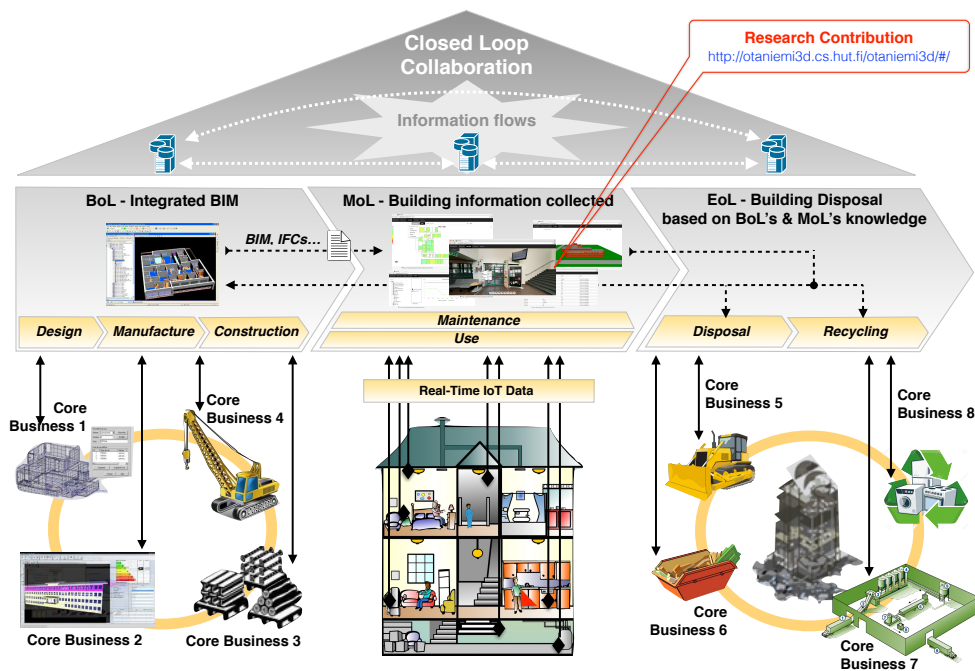 Closed Loop
Collaboration
Research Contribution
http://otaniemi3d.cs.hut.fi/otaniemi3d/#/
Information flows
BoL - Integrated BIM
MoL - Building information collected
EoL - Building Disposal
based on BoL's & MoL's knowledge
BIM, IFCs...
Design
Manufacture
Construction
Maintenance
Use
Disposal
Recycling
Real-Time IoT Data
Core
Business 1
Core
Business 4
Core
Business 5
Core
Business 8
Core Business 2
Core Business 3
Core
Business 6
Core
Business 7